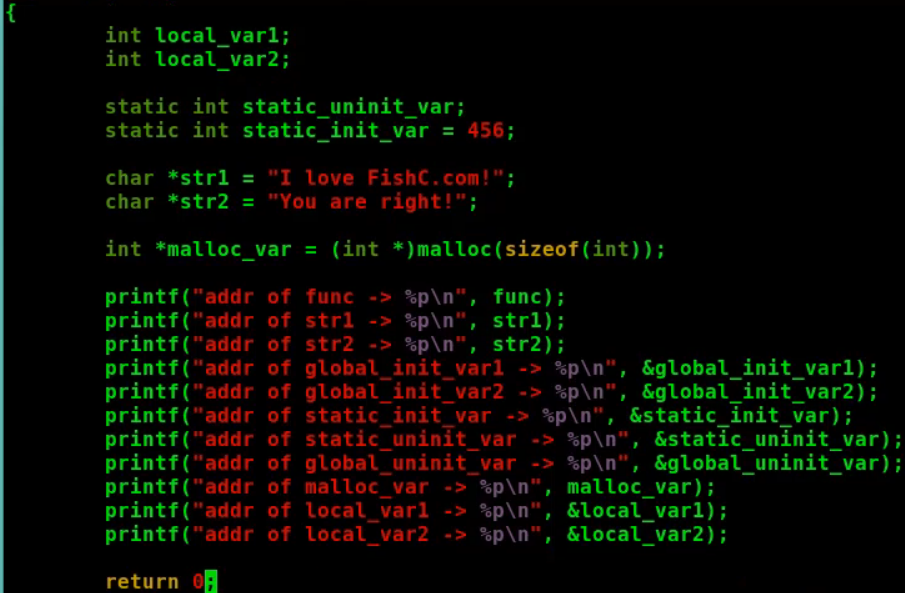 {
int local_var1;
int local_var2;
static int static_uninit_var;
static int static_init_var = 456;
char *str1 = "I love FishC.com!";
char *str2 = "You are right!";
int *malloc_var = (int *)malloc(sizeof(int));
printf("addr of func -> %p\n", func);
printf("addr of str1 -> %p\n", str1);
printf("addr of str2 -> %p\n", str2);
printf("addr of global_init_var1 -> %p\n", &global_init_var1);
printf("addr of global_init_var2 -> %p\n", &global_init_var2);
printf("addr of static_init_var -> %p\n", &static_init_var);
printf("addr of static_uninit_var -> %p\n", &static_uninit_var);
printf("addr of global_uninit_var -> %p\n", &global_uninit_var);
printf("addr of malloc_var -> %p\n", malloc_var);
printf("addr of local_var1 -> %p\n", &local_var1);
printf("addr of local_var2 -> %p\n", &local_var2);
return 0;